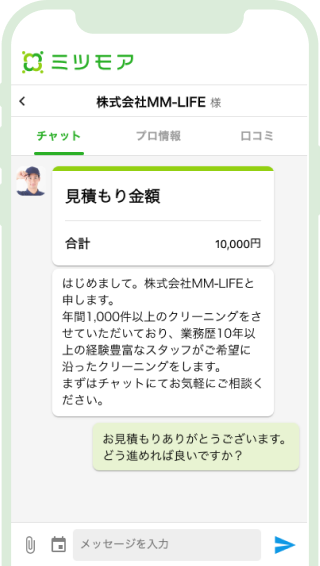 ミツモア
株式会社MM-LIFE 様
チャット プロ情報 口コミ
見積もり金額
合計 10,000円
はじめまして。株式会社MM-LIFEと
申します。
年間1,000件以上のクリーニングをさ
せていただいており、業務歴10年以
上の経験豊富なスタッフがご希望に
沿ったクリーニングをします。
まずはチャットにてお気軽にご相談く
ださい。
お見積もりありがとうございます。
どう進めれば良いですか？
メッセージを入力